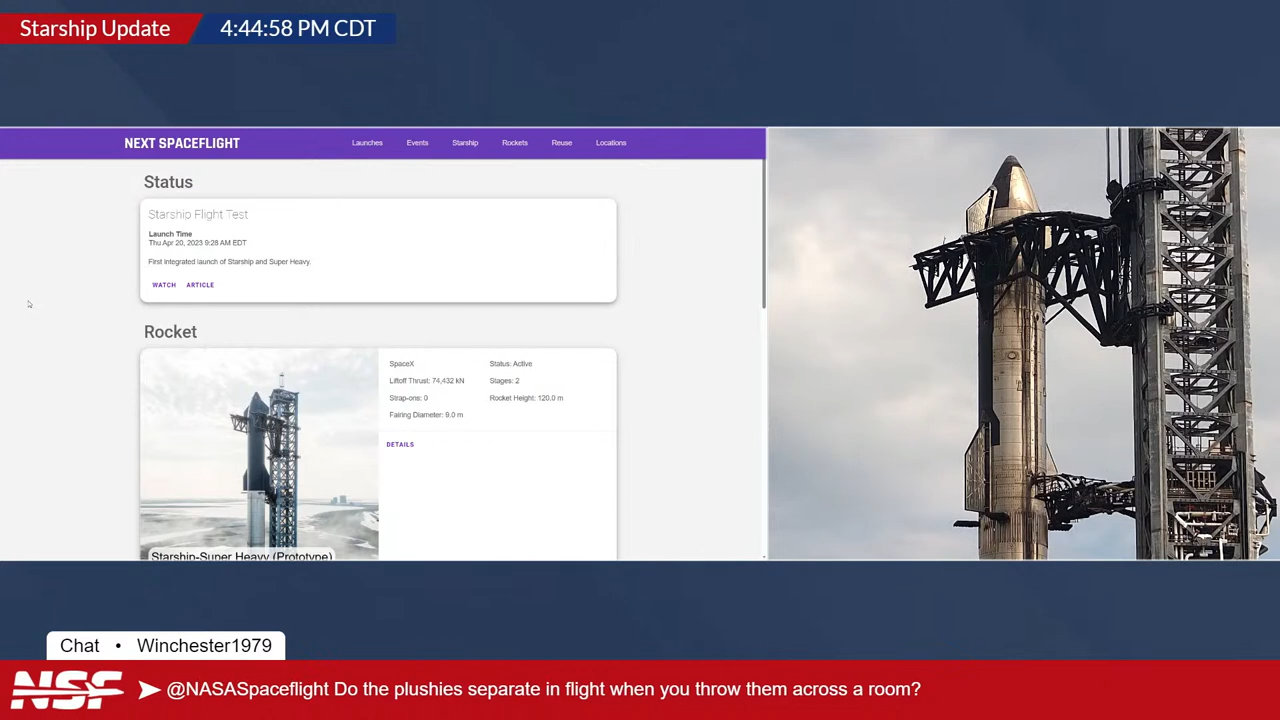 Starship Update
4:44:58 PM CDT
NEXT SPACEFLIGHT
Launches
Events
Starship
Rockets
Reuse
Locations
Status
Starship Flight Test
Launch Time
Thu Apr 20, 2023 9:28 AM EDT
First integrated launch of Starship and Super Heavy.
WATCH
ARTICLE
Rocket
SpaceX
Status: Active
Liftoff Thrust: 74,432 kN
Stages: 2
Strap-ons: 0
Rocket Height: 120.0 m
Fairing Diameter: 9.0 m
DETAILS
Starship-Super Heavy (Prototype)
Chat • Winchester1979
NSF
@NASASpaceflight Do the plushies separate in flight when you throw them across a room?